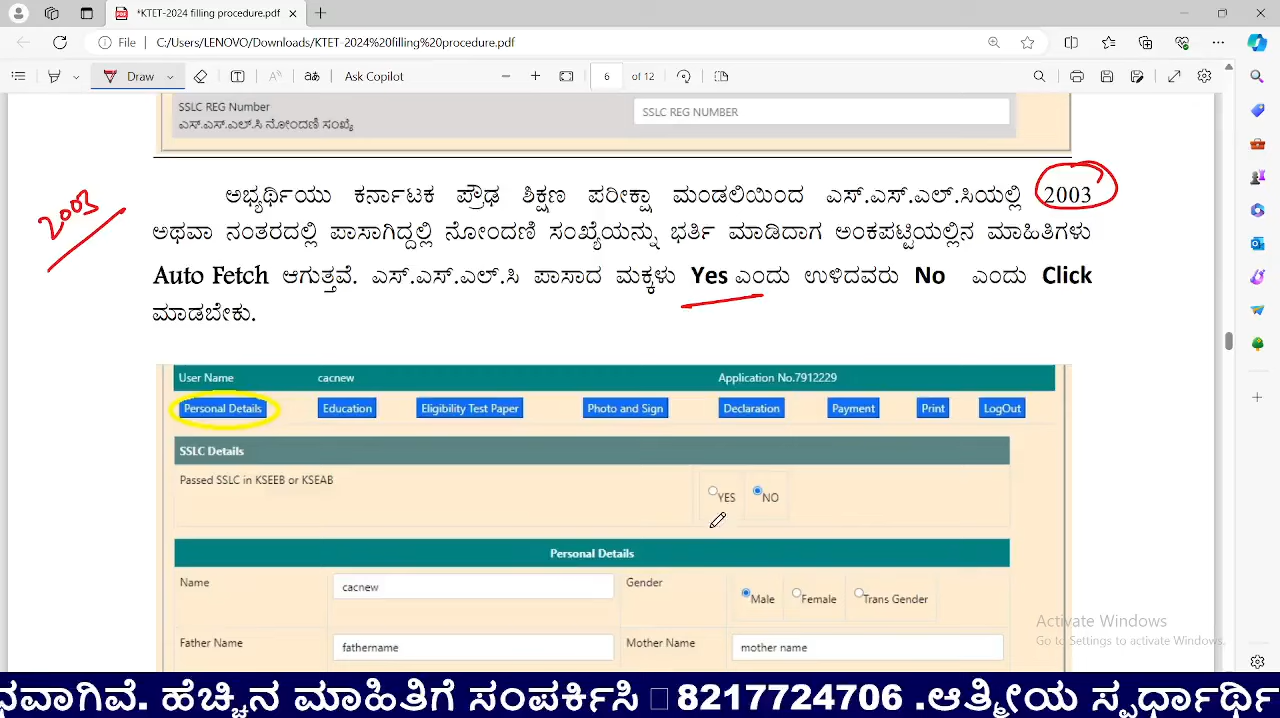 *KTET-2024 filling procedure.pdf
File C:/Users/LENOVO/Downloads/KTET-2024%20filling%20procedure.pdf
Draw Ask Copilot 6 of 12
SSLC REG Number SSLC REG NUMBER
ಎಸ್.ಎಸ್.ಎಲ್.ಸಿ ನೋಂದಣಿ ಸಂಖ್ಯೆ
2003
ಅಭ್ಯರ್ಥಿಯು ಕರ್ನಾಟಕ ಪ್ರೌಢ ಶಿಕ್ಷಣ ಪರೀಕ್ಷಾ ಮಂಡಲಿಯಿಂದ ಎಸ್.ಎಸ್.ಎಲ್.ಸಿಯಲ್ಲಿ 2003
ಅಥವಾ ನಂತರದಲ್ಲಿ ಪಾಸಾಗಿದ್ದಲ್ಲಿ ನೋಂದಣಿ ಸಂಖ್ಯೆಯನ್ನು ಭರ್ತಿ ಮಾಡಿದಾಗ ಅಂಕಪಟ್ಟಿಯಲ್ಲಿನ ಮಾಹಿತಿಗಳು
Auto Fetch ಆಗುತ್ತವೆ. ಎಸ್.ಎಸ್.ಎಲ್.ಸಿ ಪಾಸಾದ ಮಕ್ಕಳು Yes ಎಂದು ಉಳಿದವರು No ಎಂದು Click
ಮಾಡಬೇಕು.
User Name cacnew Application No.7912229
Personal Details Education Eligibility Test Paper Photo and Sign Declaration Payment Print LogOut
SSLC Details
Passed SSLC in KSEEB or KSEAB YES NO
Personal Details
Name cacnew Gender Male Female Trans Gender
Father Name fathername Mother Name mother name
Activate Windows
Go to Settings to activate Windows.
ಧವಾಗಿವೆ. ಹೆಚ್ಚಿನ ಮಾಹಿತಿಗೆ ಸಂಪರ್ಕಿಸಿ 8217724706 .ಆತ್ಮೀಯ ಸ್ಪರ್ಧಾರ್ಥಿ